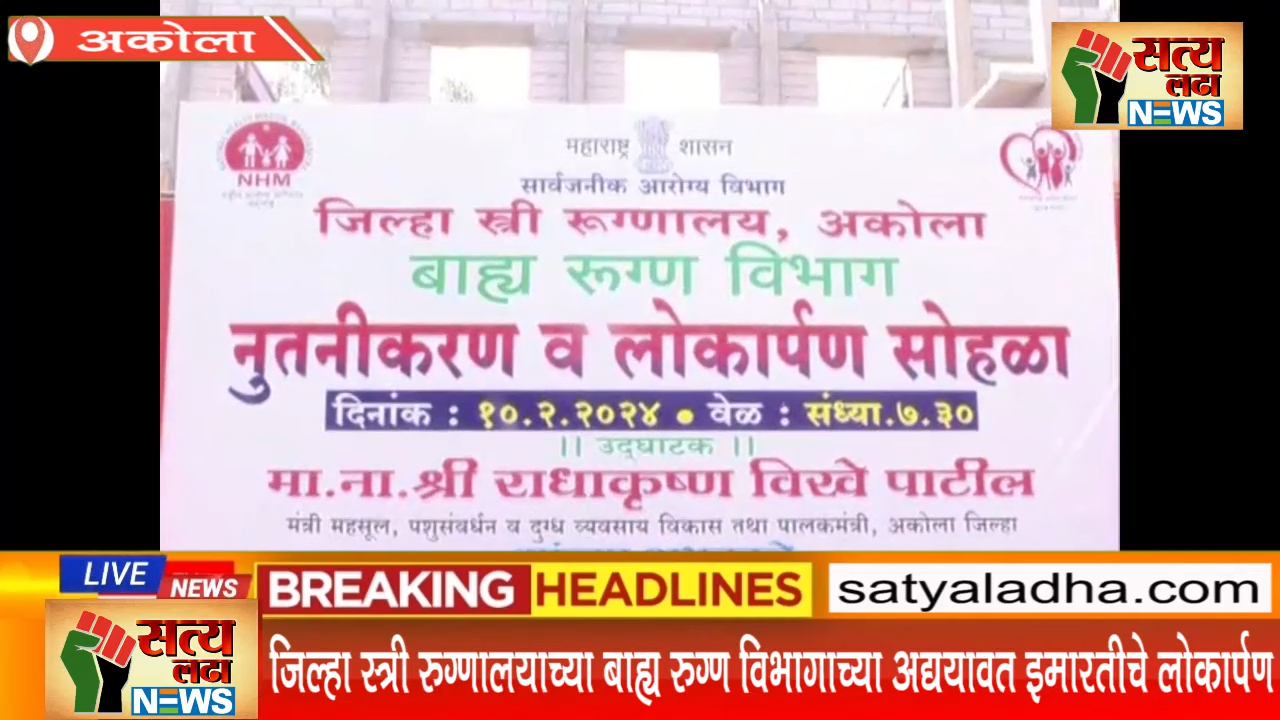 अकोला
सत्य
लढा
NEWS
महाराष्ट्र शासन
NHM
सार्वजनीक आरोग्य विभाग
जिल्हा स्त्री रूग्णालय, अकोला
बाह्य रूग्ण विभाग
नुतनीकरण व लोकार्पण सोहळा
दिनांक : १०.२.२०२४ • वेळ : संध्या.७.३०
|| उद्घाटक ||
मा.ना.श्री राधाकृष्ण विखे पाटील
मंत्री महसूल, पशुसंवर्धन व दुग्ध व्यवसाय विकास तथा पालकमंत्री, अकोला जिल्हा
LIVE NEWS
BREAKING HEADLINES
satyaladha.com
सत्य
लढा
NEWS
जिल्हा स्त्री रुग्णालयाच्या बाह्य रुग्ण विभागाच्या अद्ययावत इमारतीचे लोकार्पण